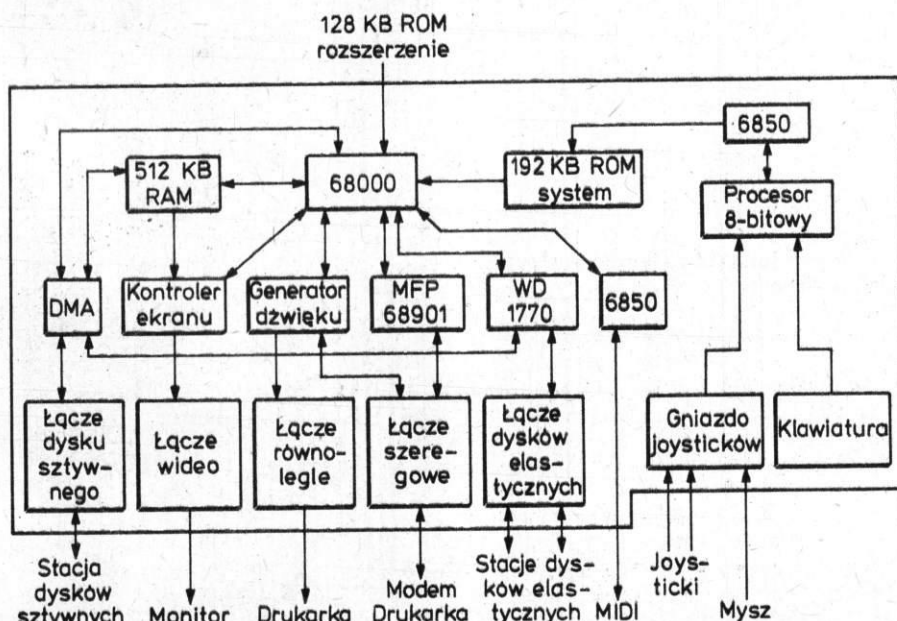 128 KB ROM
rozszerzenie
6850
512 KB
RAM
68000
192 KB ROM
system
Procesor
8-bitowy
DMA
Kontroler
ekranu
Generator
dźwięku
MFP
68901
WD
1770
6850
Łącze
dysku
sztyw-
nego
Łącze
wideo
Łącze
równo-
ległe
Łącze
szere-
gowe
Łącze
dysków
elas-
tycznych
Gniazdo
joysticków
Klawiatura
Stacja
dysków
sztywnych
Monitor
Drukarka
Modem
Drukarka
Stacje dys-
ków elas-
tycznych
MIDI
Joys-
ticki
Mysz